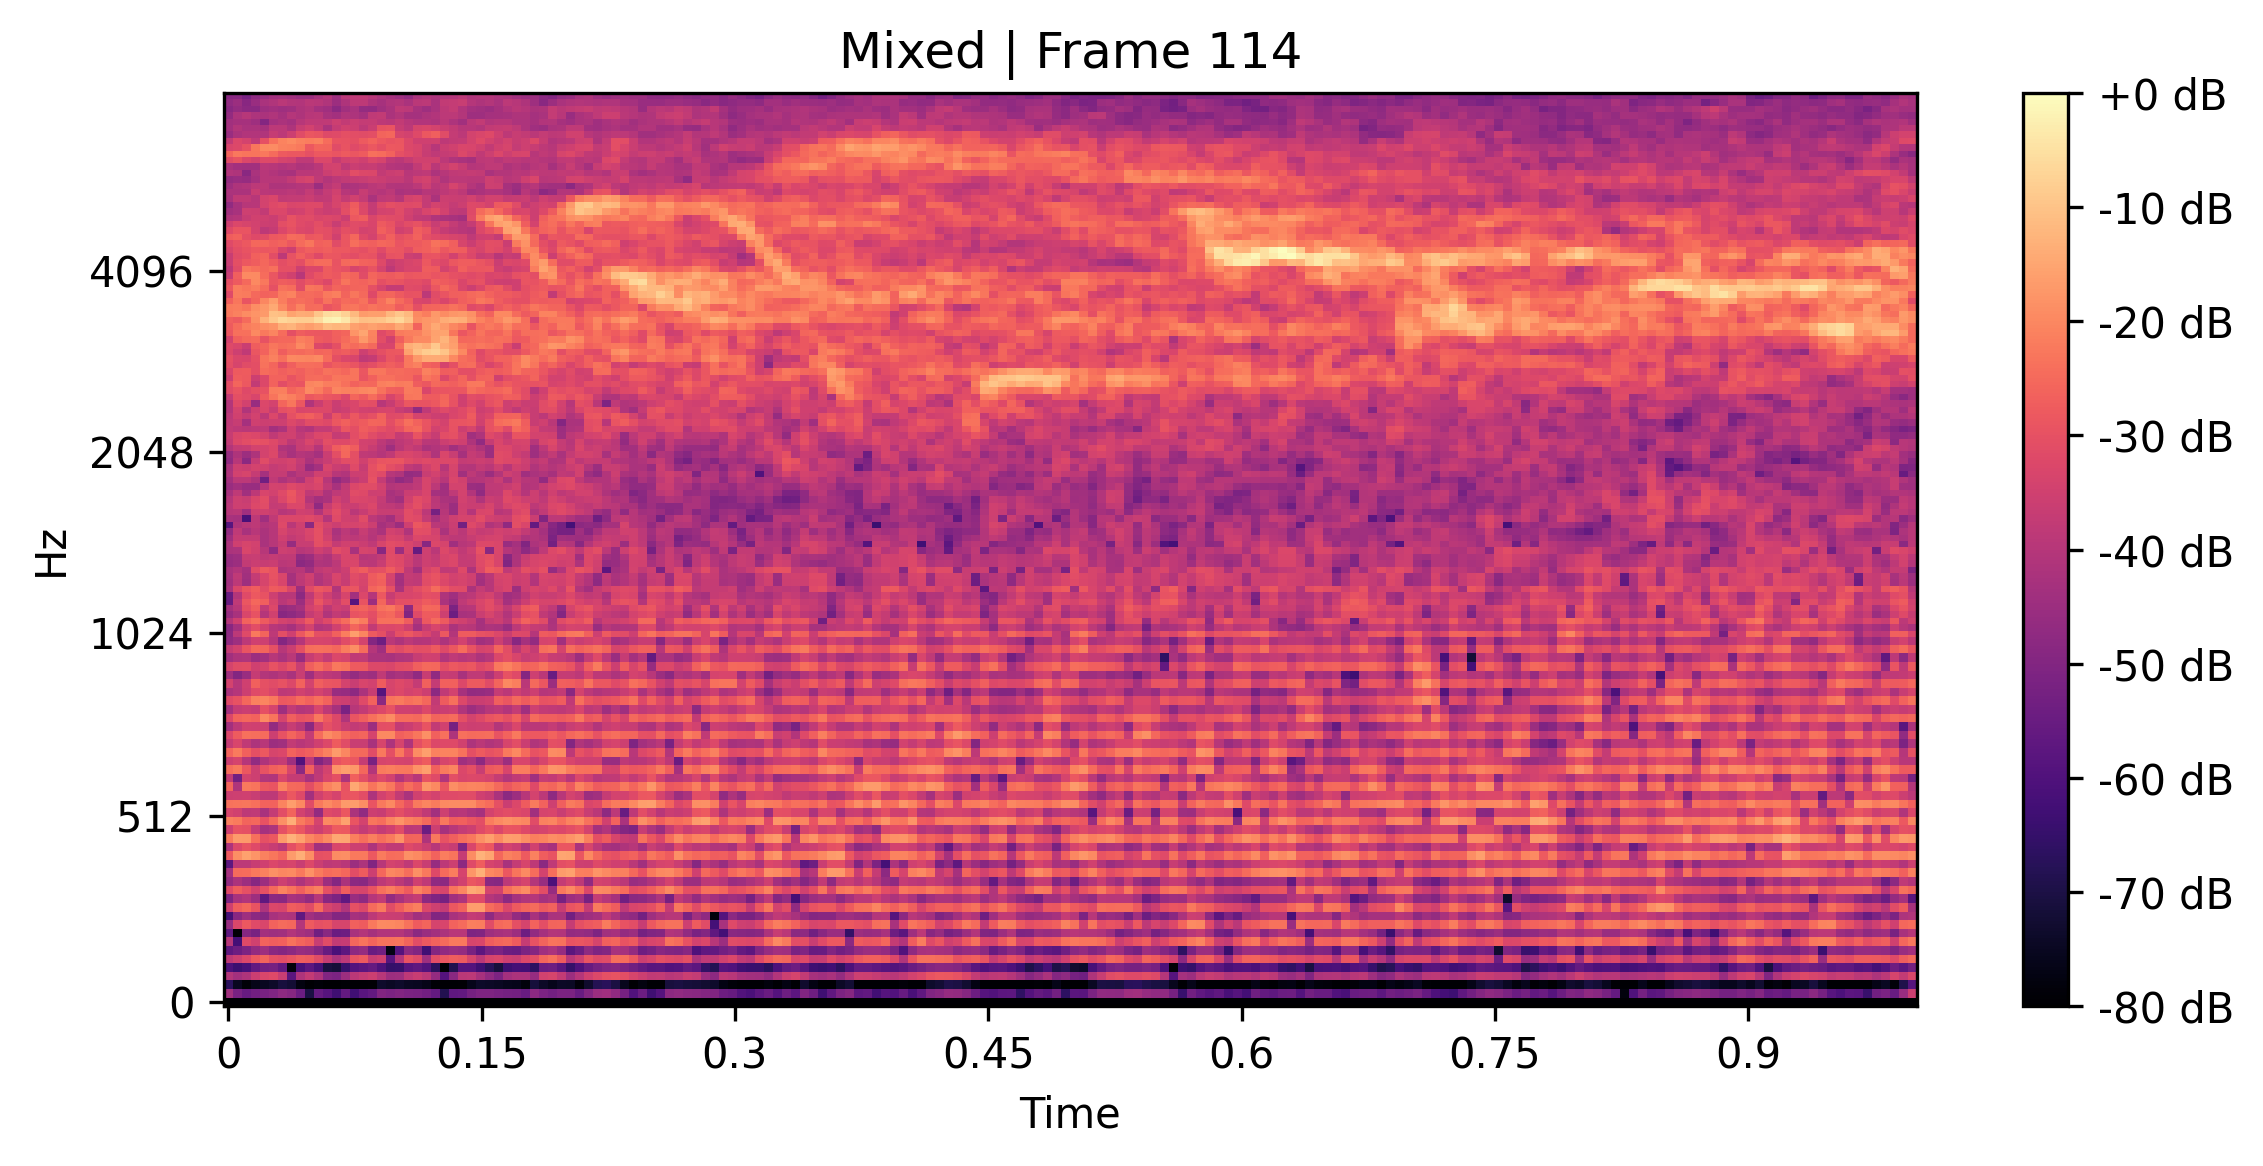 Mixed | Frame 114
Hz
4096
2048
1024
512
0
0
0.15
0.3
0.45
0.6
0.75
0.9
Time
+0 dB
-10 dB
-20 dB
-30 dB
-40 dB
-50 dB
-60 dB
-70 dB
-80 dB